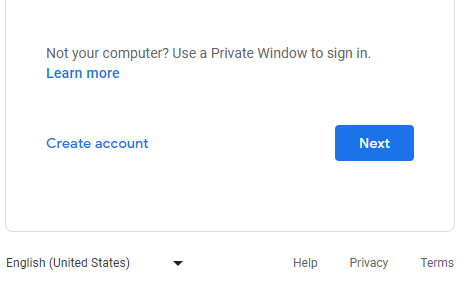 Not your computer? Use a Private Window to sign in.
Learn more
Create account
Next
English (United States)
Help
Privacy
Terms